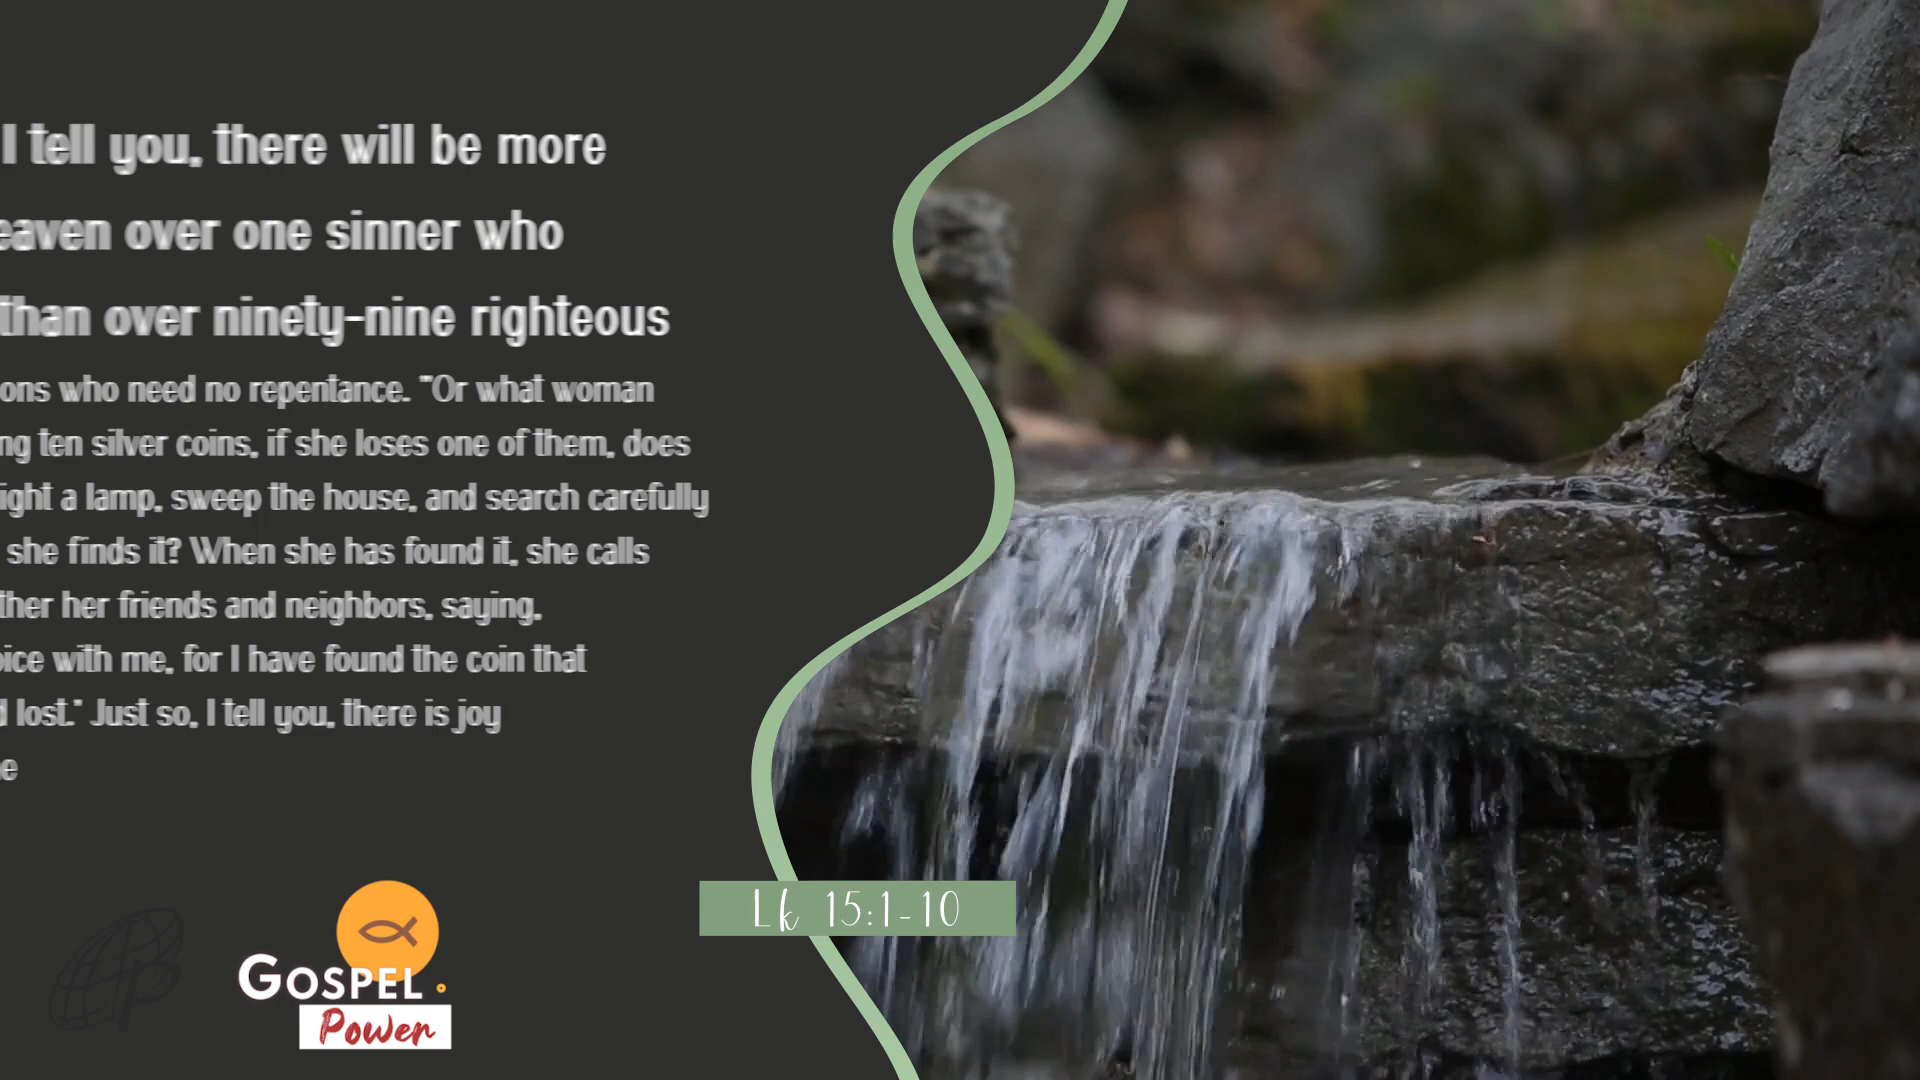 I tell you, there will be more
eaven over one sinner who
than over ninety-nine righteous
ons who need no repentance. "Or what woman
ng ten silver coins, if she loses one of them, does
ight a lamp, sweep the house, and search carefully
she finds it? When she has found it, she calls
ther her friends and neighbors, saying,
oice with me, for I have found the coin that
d lost." Just so, I tell you, there is joy
e
Lk 15:1-10
GOSPEL
Power